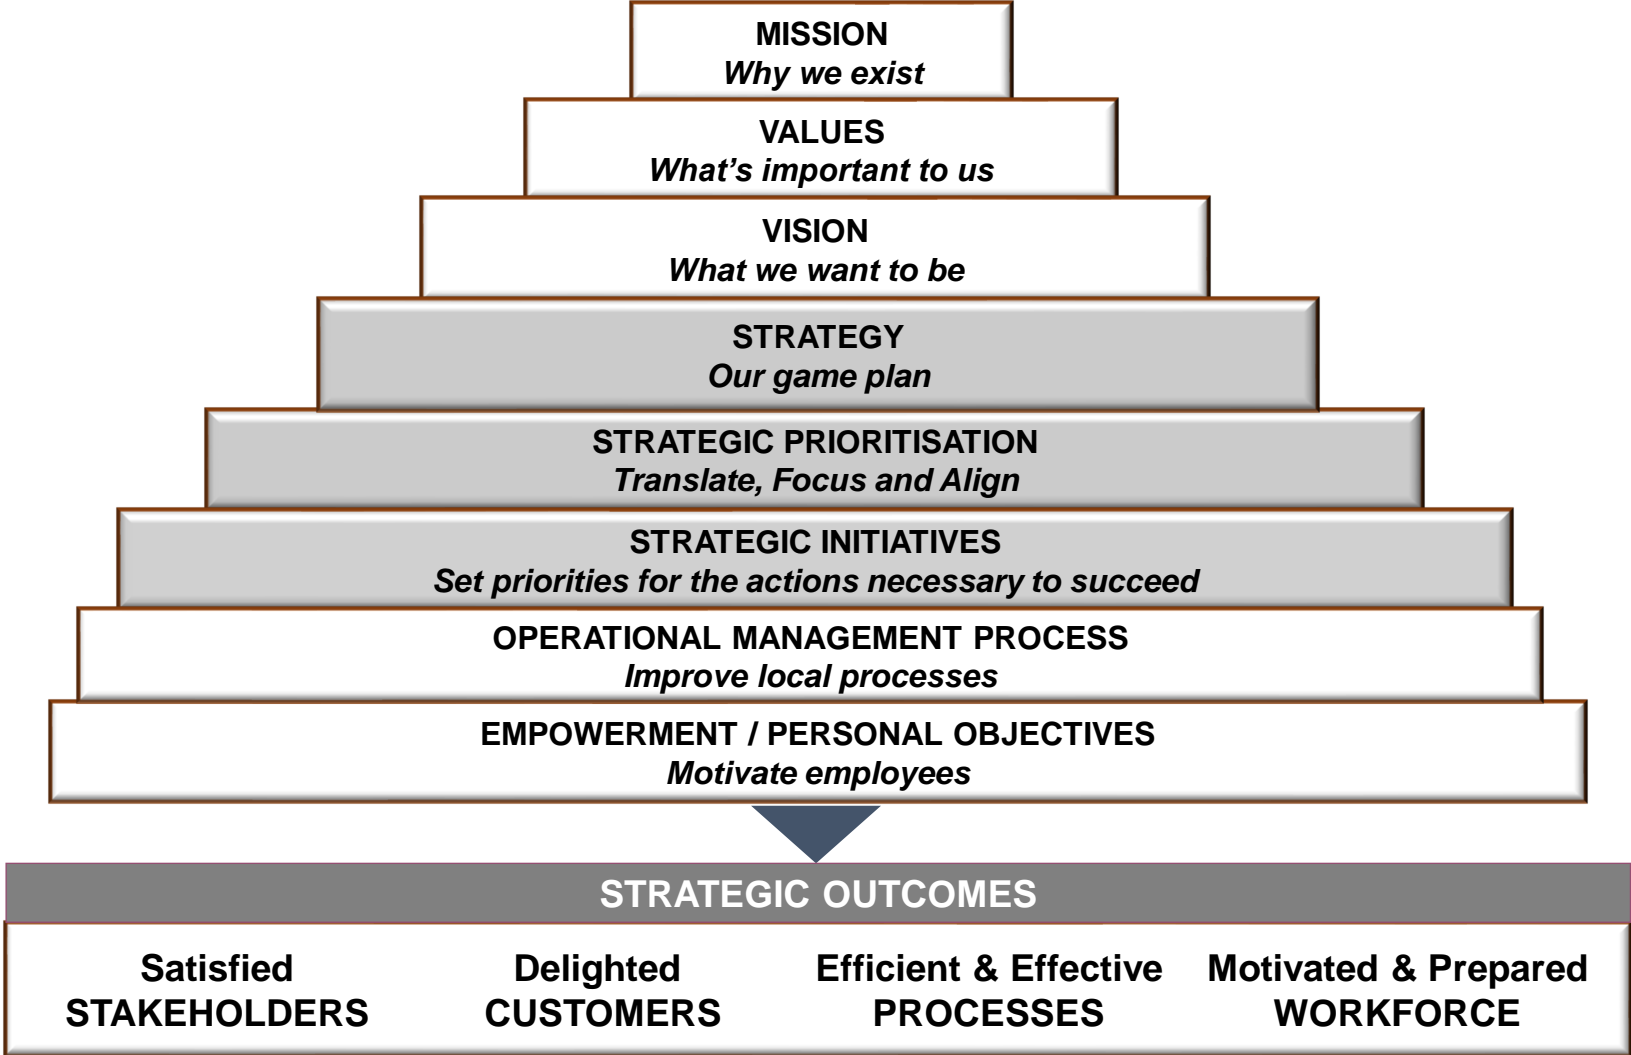 MISSION
Why we exist
VALUES
What’s important to us
VISION
What we want to be
STRATEGY
Our game plan
STRATEGIC PRIORITISATION
Translate, Focus and Align
STRATEGIC INITIATIVES
Set priorities for the actions necessary to succeed
OPERATIONAL MANAGEMENT PROCESS
Improve local processes
EMPOWERMENT / PERSONAL OBJECTIVES
Motivate employees
STRATEGIC OUTCOMES
Satisfied
STAKEHOLDERS
Delighted
CUSTOMERS
Efficient & Effective
PROCESSES
Motivated & Prepared
WORKFORCE